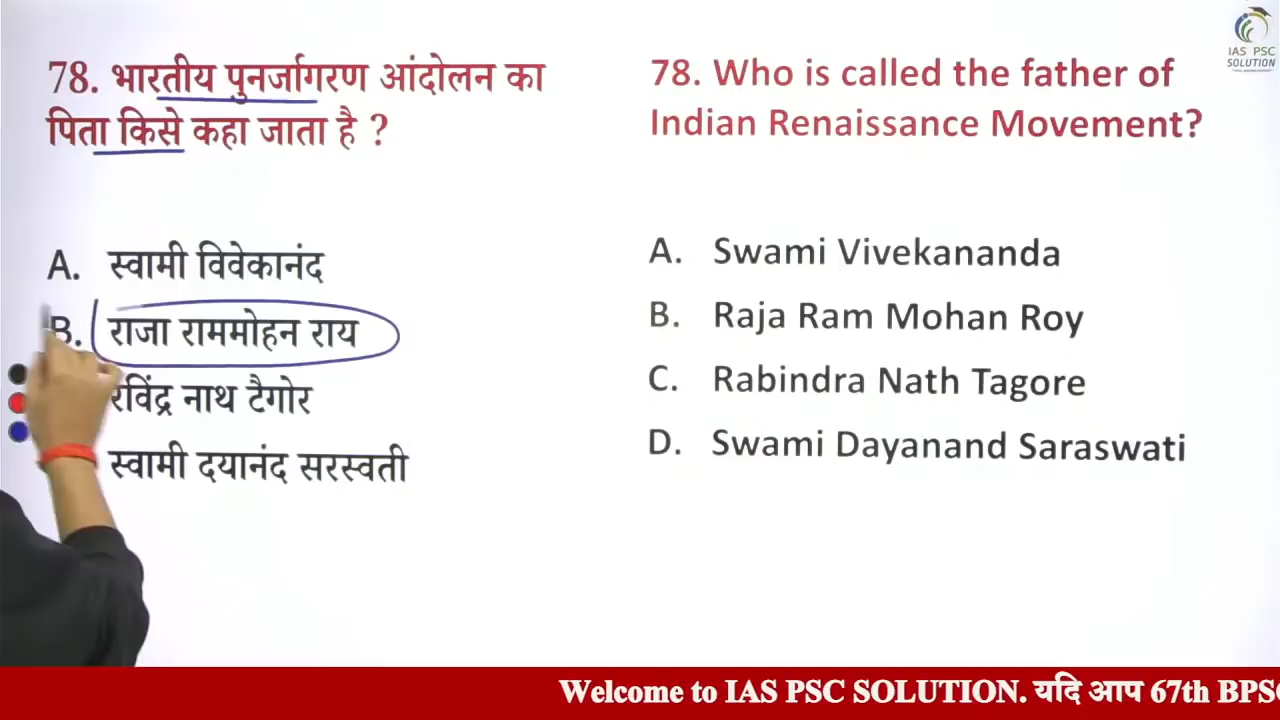 78. भारतीय पुनर्जागरण आंदोलन का
पिता किसे कहा जाता है ?
A. स्वामी विवेकानंद
B. राजा राममोहन राय
रविंद्र नाथ टैगोर
स्वामी दयानंद सरस्वती
78. Who is called the father of
Indian Renaissance Movement?
A. Swami Vivekananda
B. Raja Ram Mohan Roy
C. Rabindra Nath Tagore
D. Swami Dayanand Saraswati
IAS PSC
SOLUTION
Welcome to IAS PSC SOLUTION. यदि आप 67th BPSC